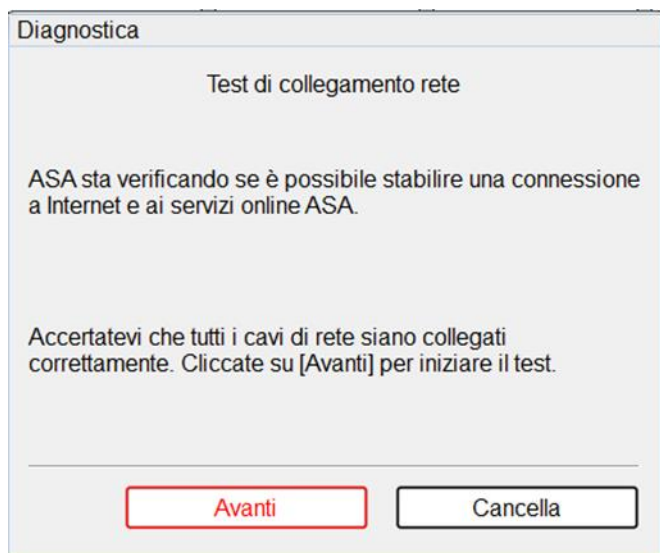 Diagnostica
Test di collegamento rete
ASA sta verificando se è possibile stabilire una connessione
a Internet e ai servizi online ASA.
Accertatevi che tutti i cavi di rete siano collegati
correttamente. Cliccate su [Avanti] per iniziare il test.
Avanti
Cancella